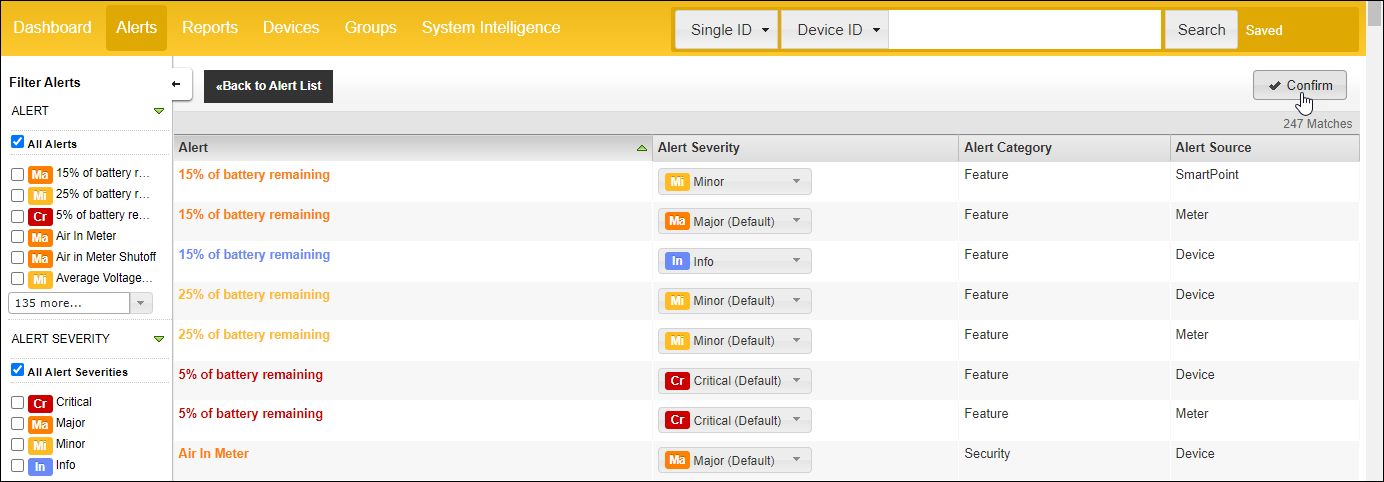 Dashboard Alerts Reports Devices Groups System Intelligence Single ID Device ID Search Saved
Filter Alerts
ALERT
All Alerts
Ma 15% of battery r...
Mi 25% of battery r...
Cr 5% of battery re...
Ma Air In Meter
Ma Air in Meter Shutoff
Mi Average Voltage...
135 more...
ALERT SEVERITY
All Alert Severities
Cr Critical
Ma Major
Mi Minor
In Info
«Back to Alert List Confirm
247 Matches
Alert Alert Severity Alert Category Alert Source
15% of battery remaining Mi Minor Feature SmartPoint
15% of battery remaining Ma Major (Default) Feature Meter
15% of battery remaining In Info Feature Device
25% of battery remaining Mi Minor (Default) Feature Device
25% of battery remaining Mi Minor (Default) Feature Meter
5% of battery remaining Cr Critical (Default) Feature Device
5% of battery remaining Cr Critical (Default) Feature Meter
Air In Meter Ma Major (Default) Security Device